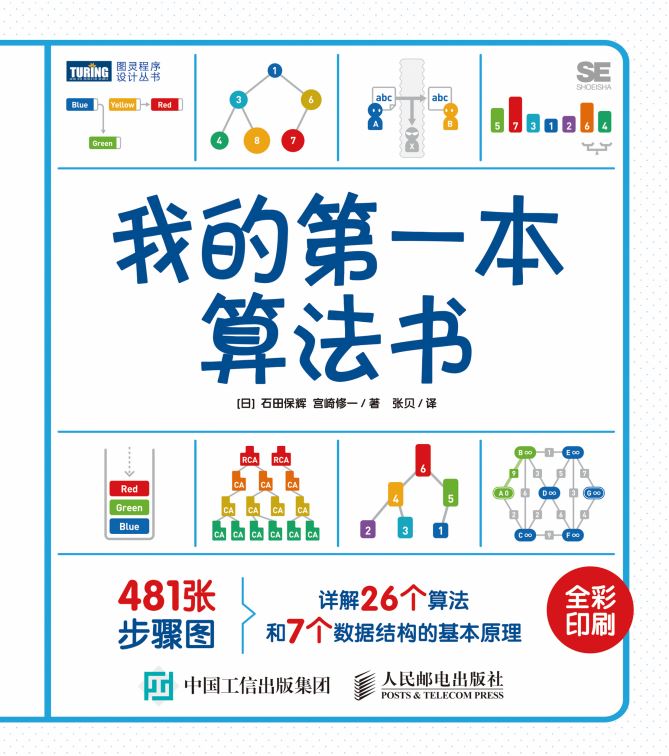 TURING
图灵程序
设计丛书
SE
SHOEISHA
Blue
Yellow
Red
Green
1
3
6
4
8
7
abc
abc
A
B
X
5
7
3
1
2
6
4
我的第一本
算法书
[日] 石田保辉 宫崎修一/著 张贝/译
Red
Green
Blue
RCA RCA
CA CA CA
CA CA CA CA
CA CA CA CA CA
6
4
5
2
3
1
B∞
1
E∞
9
A 0
D∞
G∞
C∞
F∞
481张
步骤图
详解26个算法
和7个数据结构的基本原理
全彩
印刷
中国工信出版集团
人民邮电出版社
POSTS & TELECOM PRESS